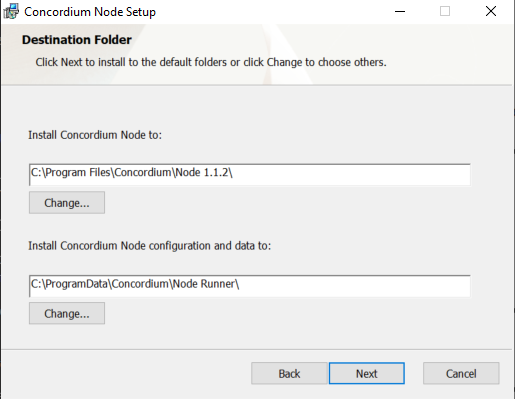 Concordium Node Setup
Destination Folder
Click Next to install to the default folders or click Change to choose others.
Install Concordium Node to:
C:\Program Files\Concordium\Node 1.1.2\
Change...
Install Concordium Node configuration and data to:
C:\ProgramData\Concordium\Node Runner\
Change...
Back Next Cancel